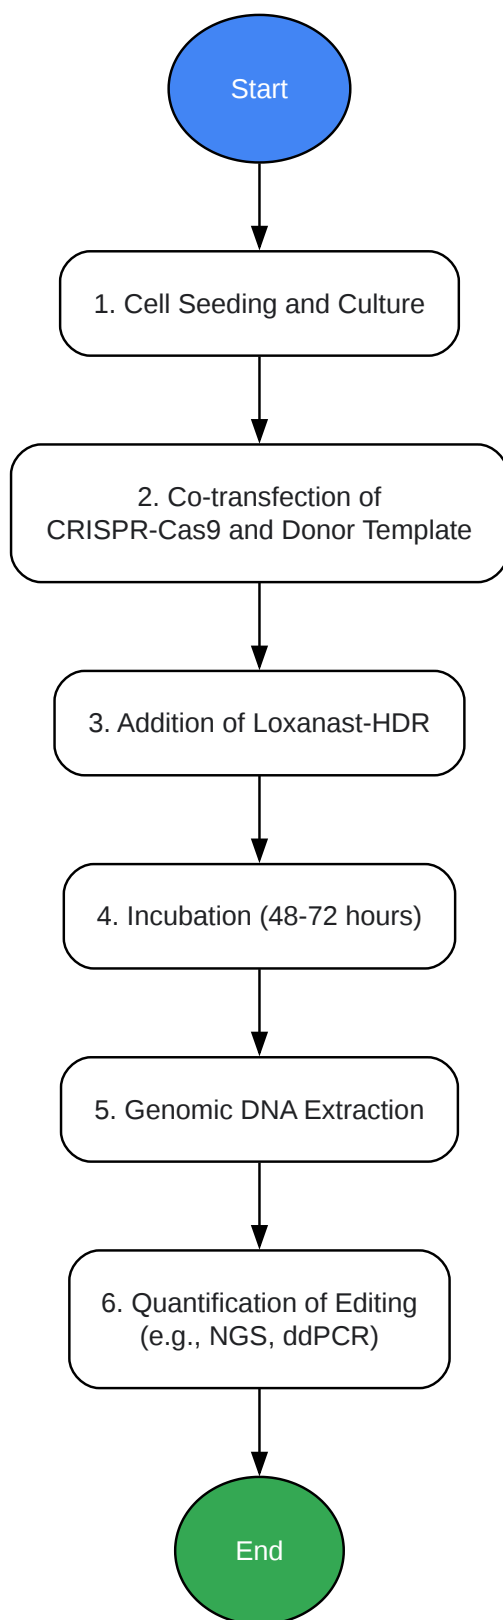 Start
1. Cell Seeding and Culture
2. Co-transfection of
CRISPR-Cas9 and Donor Template
3. Addition of Loxanast-HDR
4. Incubation (48-72 hours)
5. Genomic DNA Extraction
6. Quantification of Editing
(e.g., NGS, ddPCR)
End